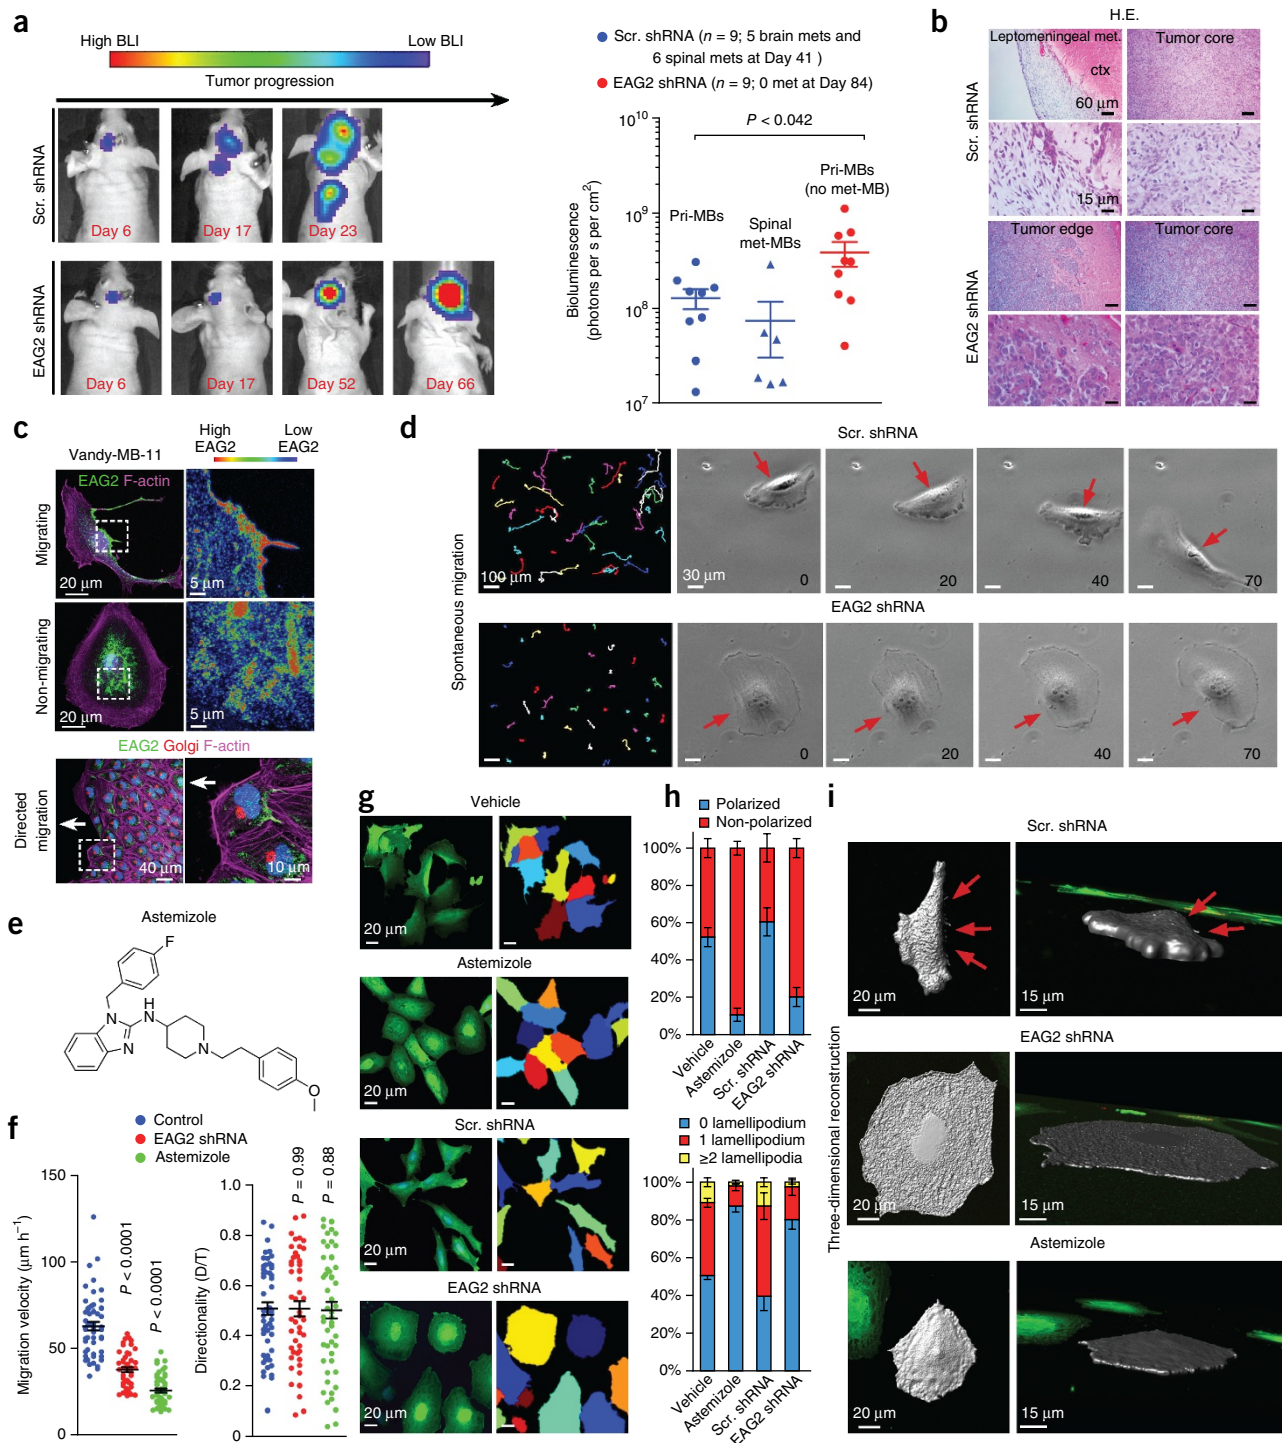 a
High BLI
Low BLI
Tumor progression
Scr. shRNA
Day 6
Day 17
Day 23
EAG2 shRNA
Day 6
Day 17
Day 52
Day 66
Scr. shRNA (n = 9; 5 brain mets and
6 spinal mets at Day 41 )
EAG2 shRNA (n = 9; 0 met at Day 84)
Bioluminescence
(photons per s per cm²)
10¹⁰
10⁹
10⁸
10⁷
P < 0.042
Pri-MBs
Spinal
met-MBs
Pri-MBs
(no met-MB)
b
H.E.
Scr. shRNA
Leptomeningeal met.
ctx
60 μm
Tumor core
15 μm
EAG2 shRNA
Tumor edge
Tumor core
c
Vandy-MB-11
High
EAG2
Low
EAG2
EAG2 F-actin
Migrating
20 μm
5 μm
Non-migrating
20 μm
5 μm
EAG2 Golgi F-actin
Directed
migration
40 μm
10 μm
d
Scr. shRNA
Spontaneous migration
100 μm
30 μm
0
20
40
70
EAG2 shRNA
0
20
40
70
e
Astemizole
F
H
N
N
N
N
O
f
Control
EAG2 shRNA
Astemizole
Migration velocity (μm h⁻¹)
150
100
50
0
P < 0.0001
P < 0.0001
Directionality (D/T)
1.0
0.8
0.6
0.4
0.2
0
P = 0.99
P = 0.88
g
Vehicle
20 μm
Astemizole
20 μm
Scr. shRNA
20 μm
EAG2 shRNA
20 μm
h
Polarized
Non-polarized
100%
80%
60%
40%
20%
0%
Vehicle
Astemizole
Scr. shRNA
EAG2 shRNA
0 lamellipodium
1 lamellipodium
≥2 lamellipodia
100%
80%
60%
40%
20%
0%
Vehicle
Astemizole
Scr. shRNA
EAG2 shRNA
i
Three-dimensional reconstruction
Scr. shRNA
20 μm
15 μm
EAG2 shRNA
20 μm
15 μm
Astemizole
20 μm
15 μm